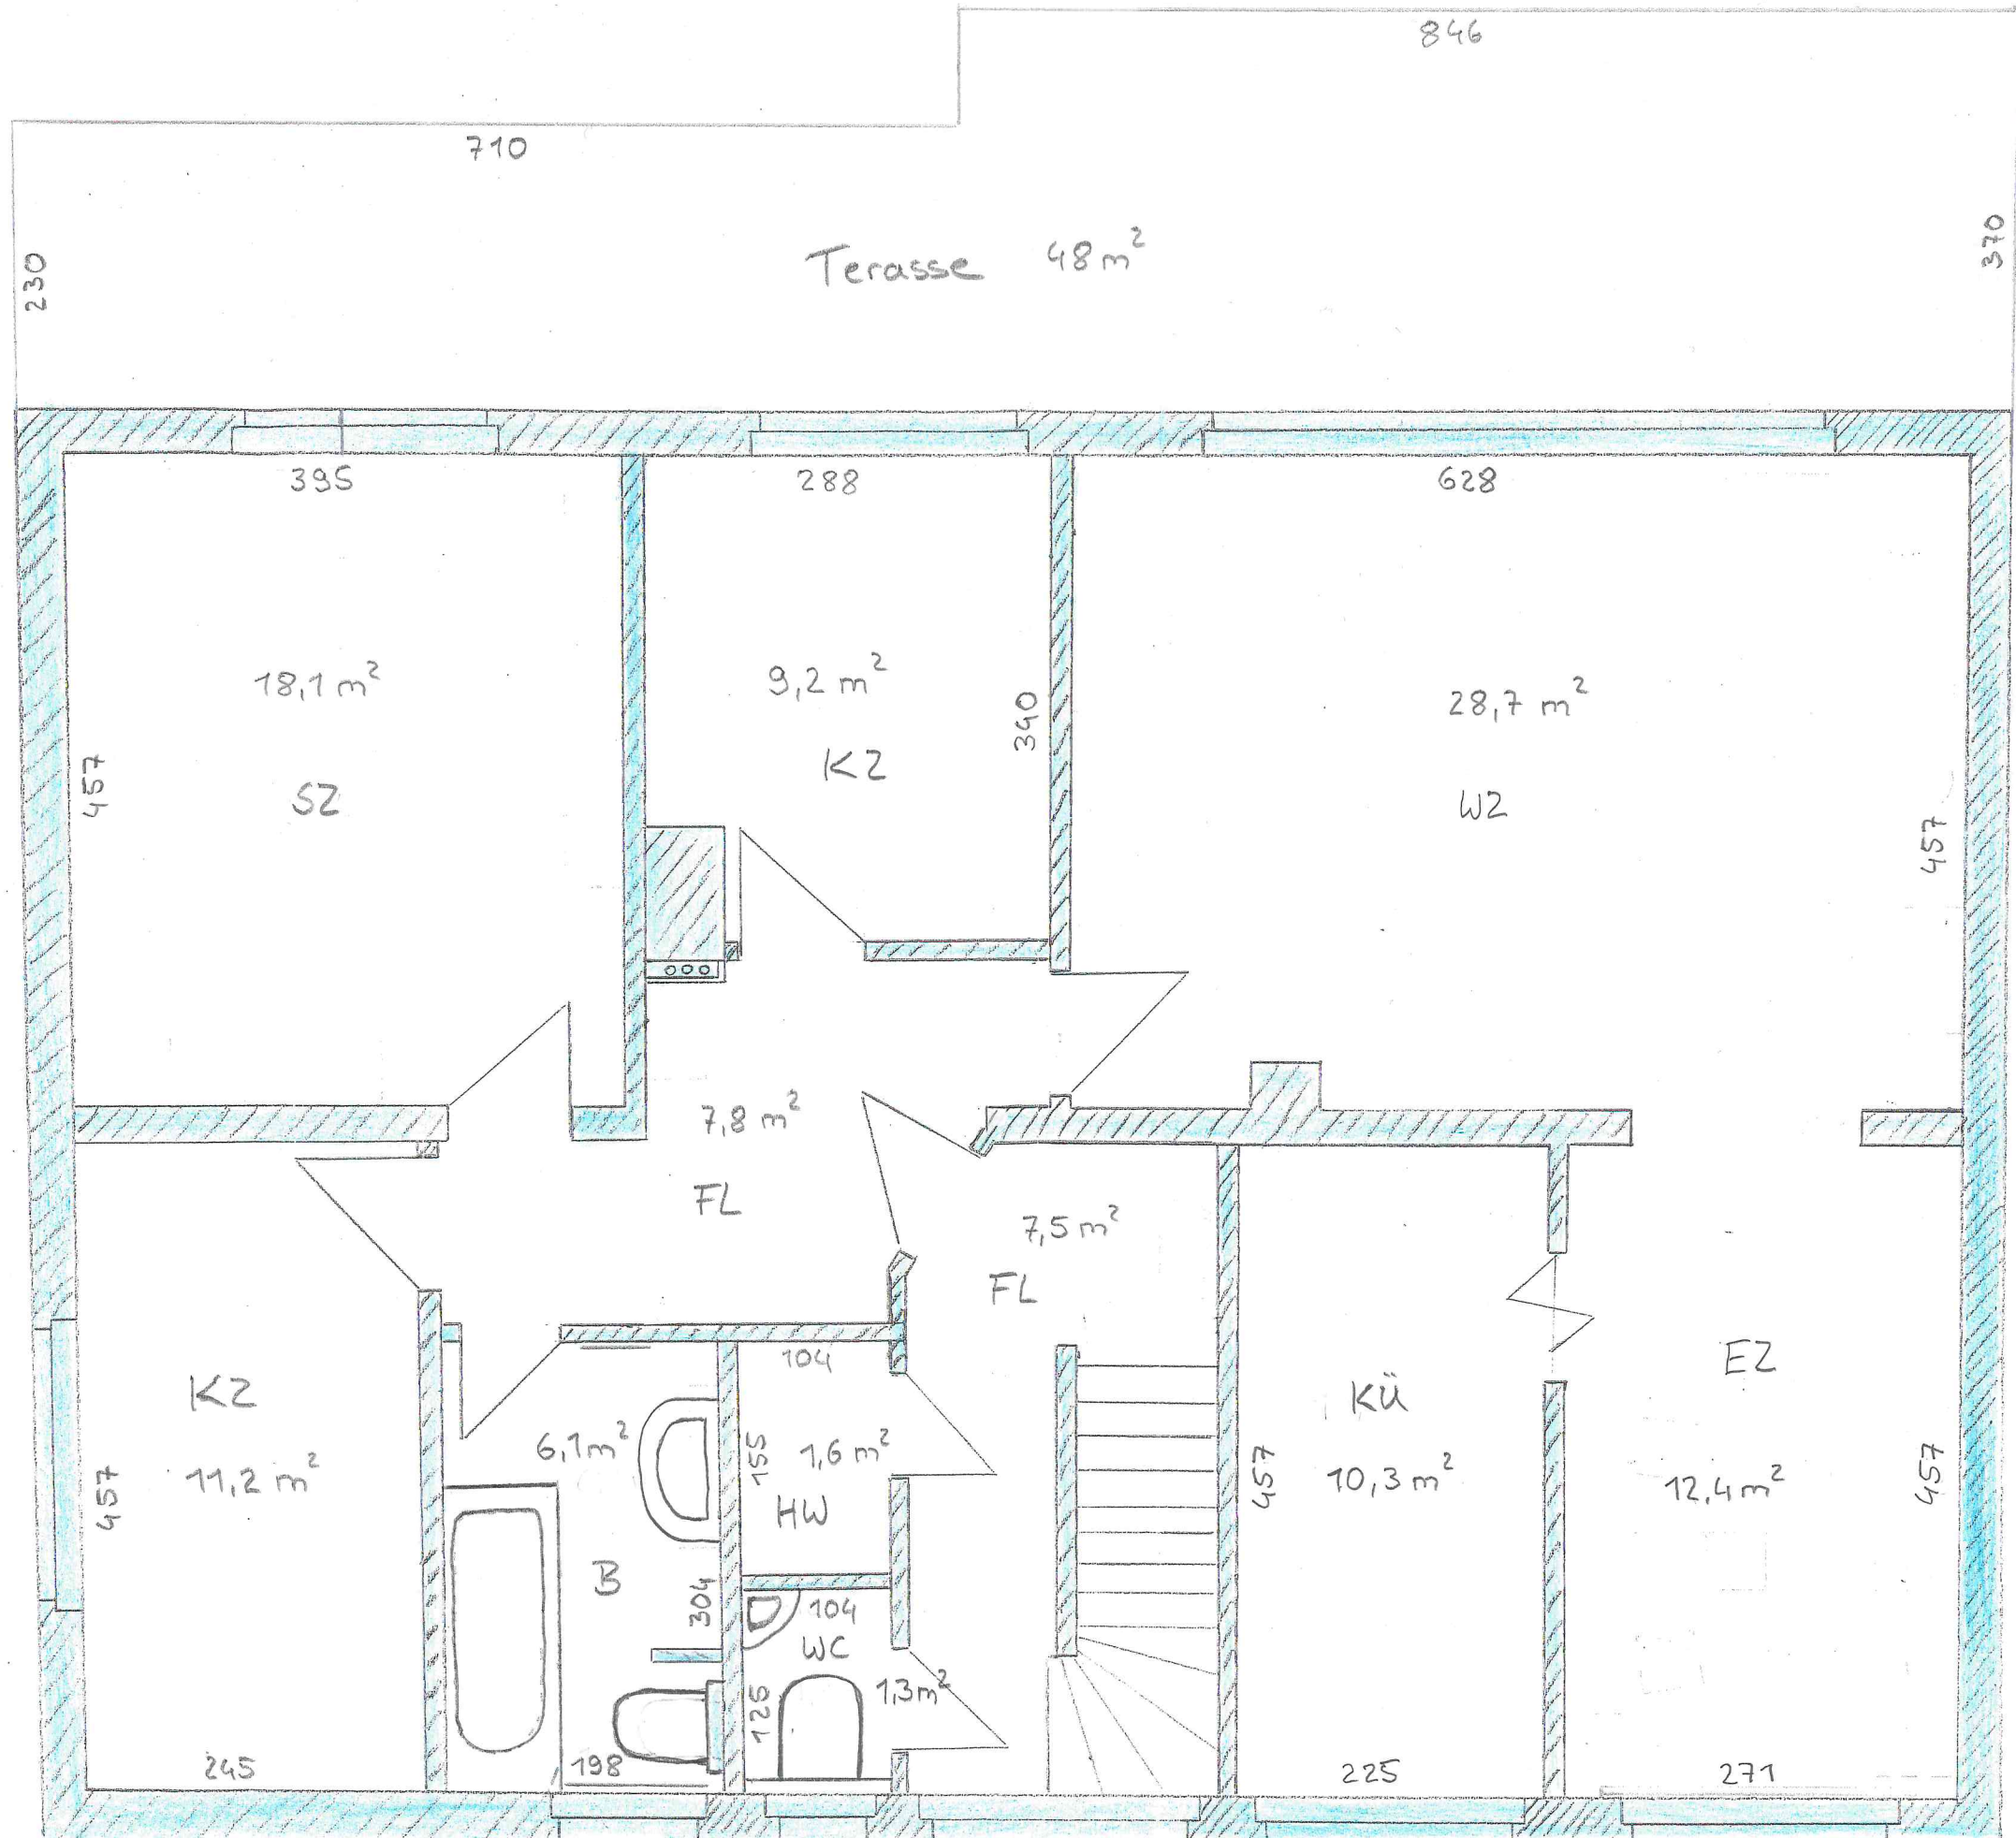 846
710
230
Terasse 48 m²
370
395
288
628
18,1 m²
9,2 m²
28,7 m²
340
457
SZ
KZ
WZ
457
7,8 m²
FL
7,5 m²
FL
104
KZ
11,2 m²
457
6,1 m²
155
1,6 m²
HW
B
304
104
WC
125
1,3 m²
457
KÜ
10,3 m²
EZ
12,4 m²
457
245
198
225
271